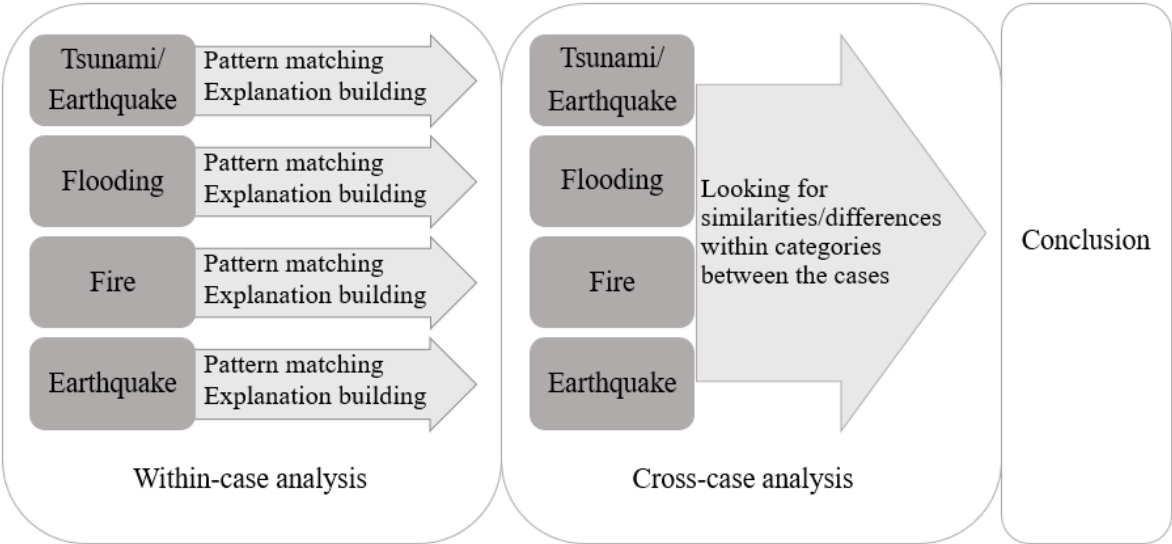 Tsunami/
Earthquake
Pattern matching
Explanation building
Flooding
Pattern matching
Explanation building
Fire
Pattern matching
Explanation building
Earthquake
Pattern matching
Explanation building
Within-case analysis
Tsunami/
Earthquake
Flooding
Fire
Earthquake
Looking for
similarities/differences
within categories
between the cases
Cross-case analysis
Conclusion